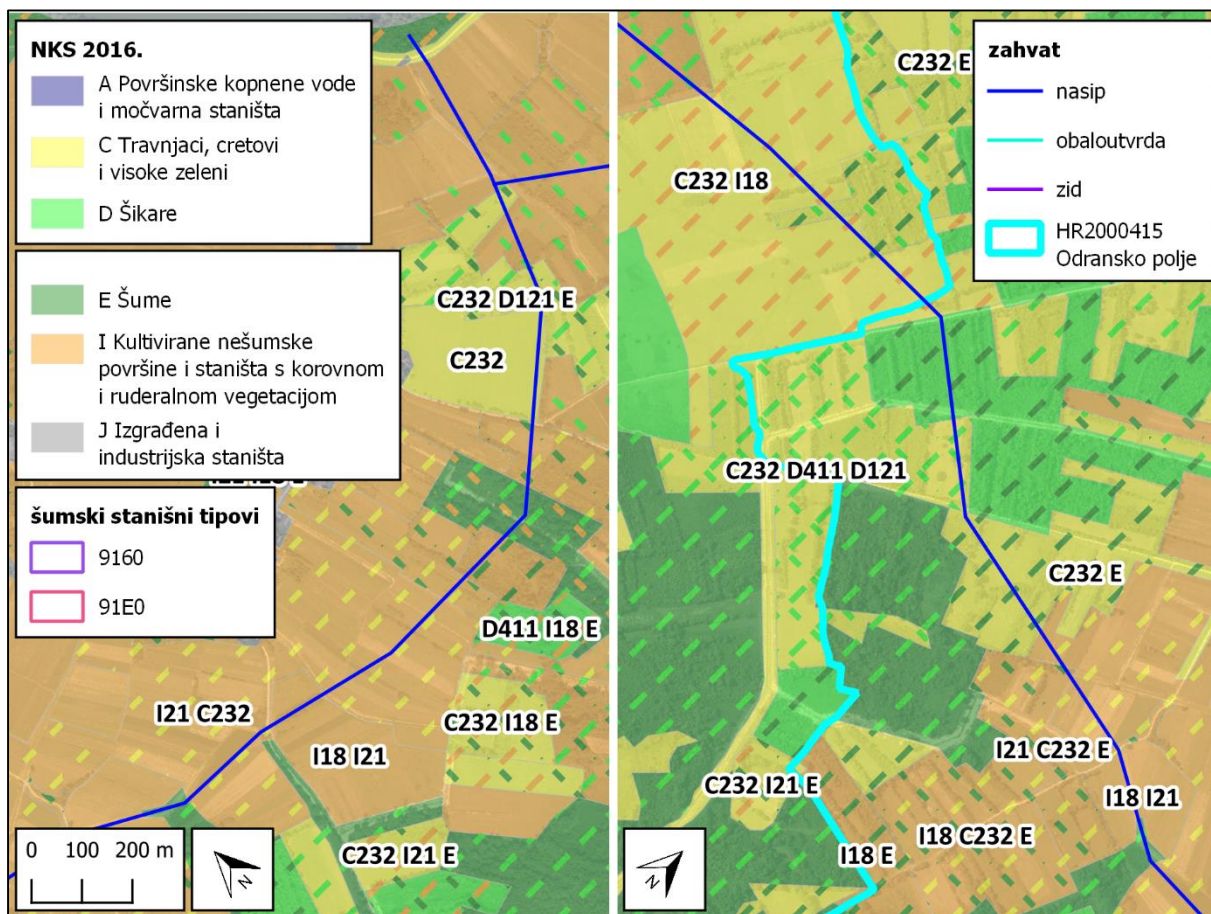 NKS 2016.
A Površinske kopnene vode
i močvarna staništa
C Travnjaci, cretovi
i visoke zeleni
D Šikare
E Šume
I Kultivirane nešumske
površine i staništa s korovnom
i ruderalnom vegetacijom
J Izgrađena i
industrijska staništa
šumski stanišni tipovi
9160
91E0
0 100 200 m
N
C232 D121 E
C232
D411 I18 E
I21 C232
C232 I18 E
I18 I21
C232 I21 E
C232 E
zahvat
nasip
obaloutvrda
zid
HR2000415
Odransko polje
C232 I18
C232 D411 D121
C232 E
I21 C232 E
C232 I21 E
I18 I21
I18 C232 E
I18 E
N